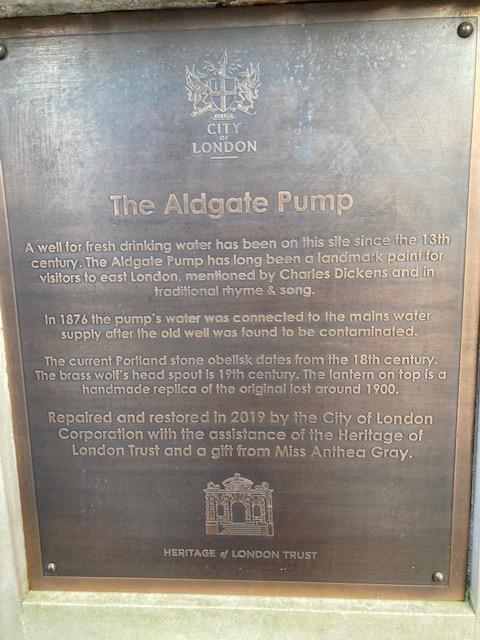 DOMINE DIRIGE NOS
CITY
OF
LONDON
The Aldgate Pump
A well for fresh drinking water has been on this site since the 13th
century. The Aldgate Pump has long been a landmark point for
visitors to east London, mentioned by Charles Dickens and in
traditional rhyme & song.
In 1876 the pump's water was connected to the mains water
supply after the old well was found to be contaminated.
The current Portland stone obelisk dates from the 18th century.
The brass wolf's head spout is 19th century. The lantern on top is a
handmade replica of the original lost around 1900.
Repaired and restored in 2019 by the City of London
Corporation with the assistance of the Heritage of
London Trust and a gift from Miss Anthea Gray.
HERITAGE of LONDON TRUST